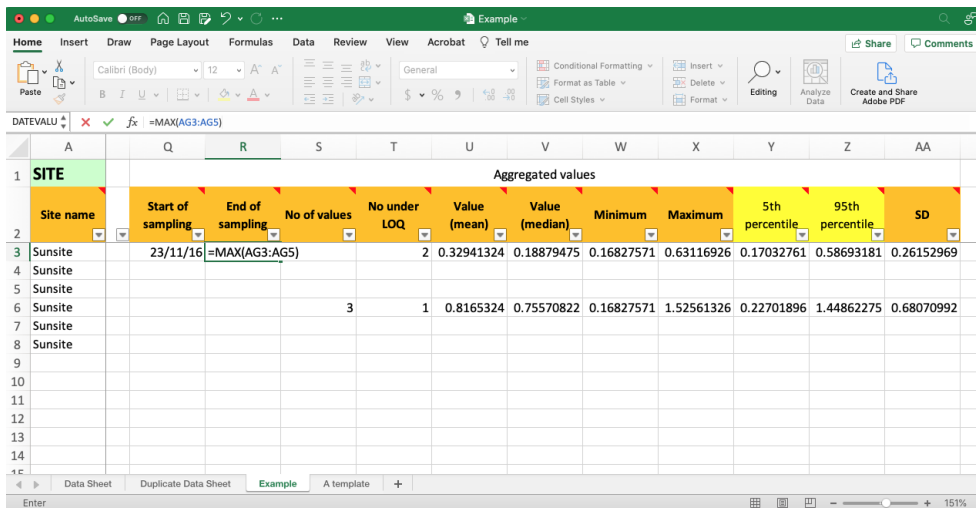 AutoSave OFF ... Example
Home Insert Draw Page Layout Formulas Data Review View Acrobat Tell me Share Comments
Paste Calibri (Body) 12 A^ A General Conditional Formatting Insert Editing Analyze Data Create and Share Adobe PDF
B I U A $ % 9 Format as Table Delete
Cell Styles Format
DATEVALU fx =MAX(AG3:AG5)
A Q R S T U V W X Y Z AA
1 SITE Aggregated values
2 Site name Start of sampling End of sampling No of values No under LOQ Value (mean) Value (median) Minimum Maximum 5th percentile 95th percentile SD
3 Sunsite 23/11/16 =MAX(AG3:AG5) 2 0.32941324 0.18879475 0.16827571 0.63116926 0.17032761 0.58693181 0.26152969
4 Sunsite
5 Sunsite
6 Sunsite 3 1 0.8165324 0.75570822 0.16827571 1.52561326 0.22701896 1.44862275 0.68070992
7 Sunsite
8 Sunsite
9
10
11
12
13
14
15
Data Sheet Duplicate Data Sheet Example A template +
Enter 151%